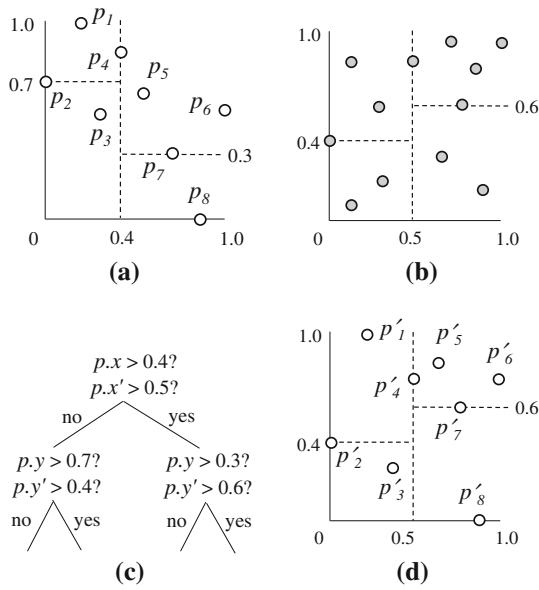 1.0
p1
p4
p5
0.7
p2
p3
p6
p7
0.3
p8
0
0.4
1.0
(a)
1.0
0.6
0.4
0
0.5
1.0
(b)
p.x > 0.4?
p.x' > 0.5?
no yes
p.y > 0.7? p.y > 0.3?
p.y' > 0.4? p.y' > 0.6?
no yes no yes
(c)
1.0
p'1
p'5
p'6
p'4
p'7
0.6
0.4
p'2
p'3
p'8
0
0.5
1.0
(d)